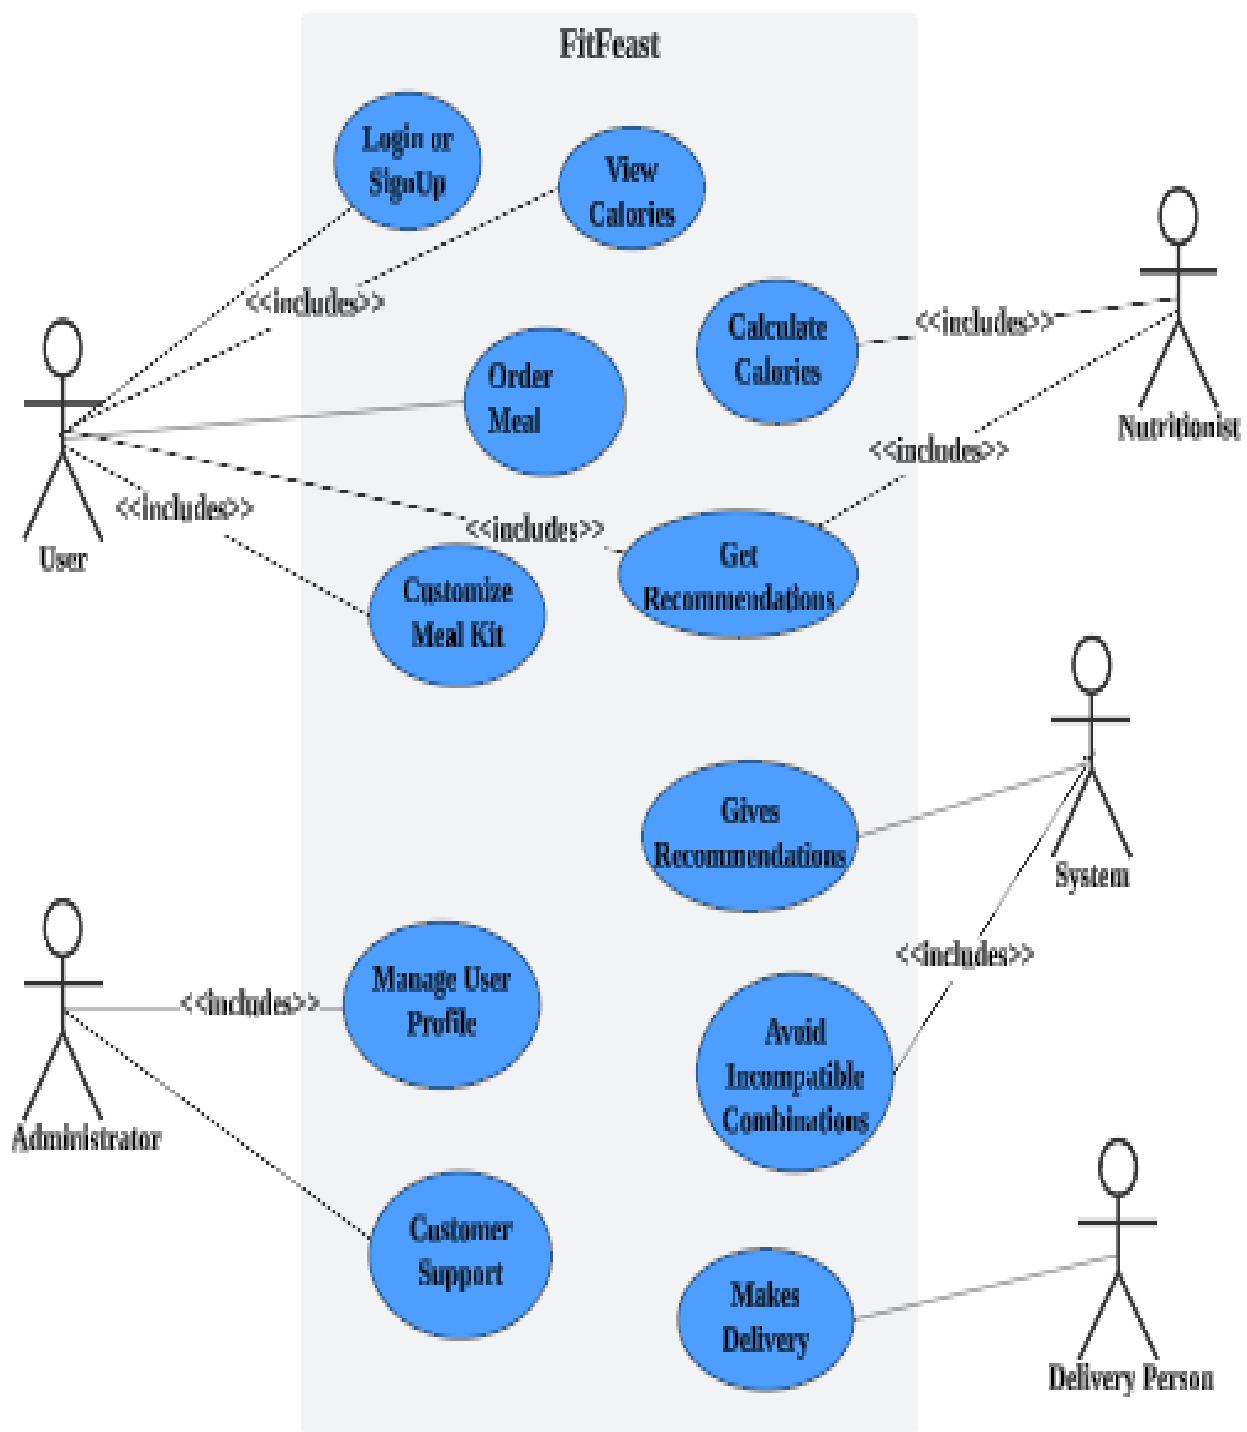 FitFeast
Login or
SignUp
View
Calories
<<includes>>
Calculate
Calories
<<includes>>
Order
Meal
Nutritionist
<<includes>>
<<includes>>
<<includes>>
User
Get
Recommendations
Customize
Meal Kit
Gives
Recommendations
System
<<includes>>
Manage User
Profile
<<includes>>
Avoid
Incompatible
Combinations
Administrator
Customer
Support
Makes
Delivery
Delivery Person